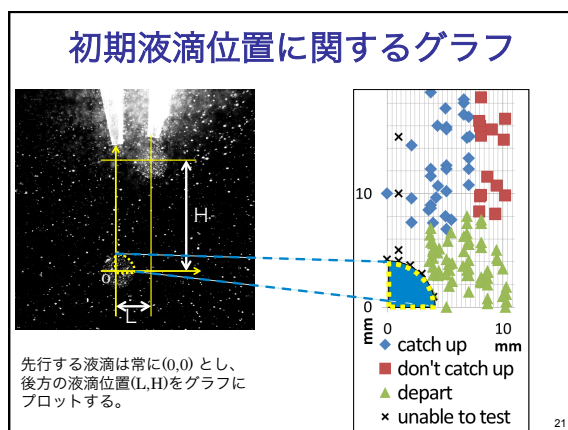 初期液滴位置に関するグラフ
H
o
L
先行する液滴は常に(0,0) とし、
後方の液滴位置(L,H)をグラフに
プロットする。
10
0
mm
0
10
mm
catch up
don't catch up
depart
unable to test
21